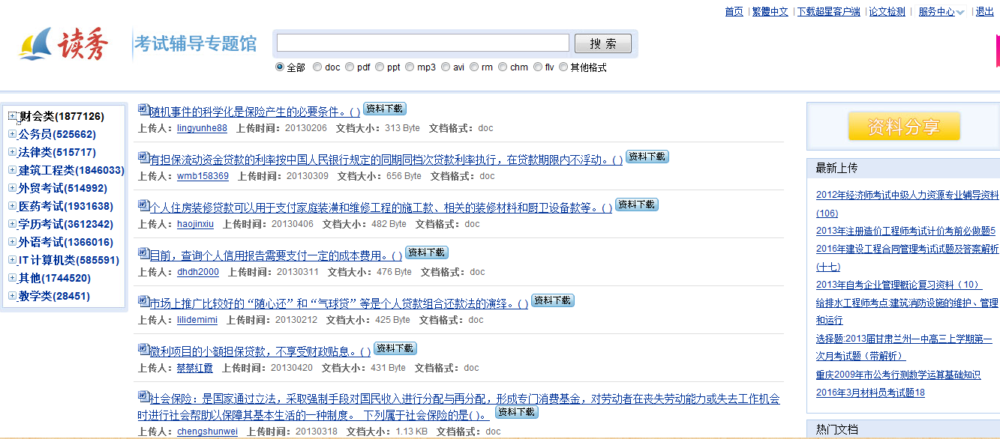 首页 | 繁體中文 | 下载超星客户端 | 论文检测 | 服务中心 | 退出
读秀 考试辅导专题馆
搜 索
全部 doc pdf ppt mp3 avi rm chm flv 其他格式
财会类(1877126)
公务员(525662)
法律类(515717)
建筑工程类(1846033)
外贸考试(514992)
医药考试(1931638)
学历考试(3612342)
外语考试(1366016)
IT 计算机类(585591)
其他(1744520)
教学类(28451)
随机事件的科学化是保险产生的必要条件。( ) 资料下载
上传人：lingyunhe88 上传时间：20130206 文档大小：313 Byte 文档格式：doc
有担保流动资金贷款的利率按中国人民银行规定的同期同档次贷款利率执行，在贷款期限内不浮动。( ) 资料下载
上传人：wmb158369 上传时间：20130309 文档大小：656 Byte 文档格式：doc
个人住房装修贷款可以用于支付家庭装潢和维修工程的施工款、相关的装修材料和厨卫设备款等。( ) 资料下载
上传人：haojinxiu 上传时间：20130406 文档大小：482 Byte 文档格式：doc
目前，查询个人信用报告需要支付一定的成本费用。( ) 资料下载
上传人：dhdh2000 上传时间：20130311 文档大小：476 Byte 文档格式：doc
市场上推广比较好的“随心还”和“气球贷”等是个人贷款组合还款法的演绎。( ) 资料下载
上传人：lilidemimi 上传时间：20130212 文档大小：425 Byte 文档格式：doc
微利项目的小额担保贷款，不享受财政贴息。( ) 资料下载
上传人：蔡蔡红霞 上传时间：20130420 文档大小：431 Byte 文档格式：doc
社会保险：是国家通过立法，采取强制手段对国民收入进行分配与再分配，形成专门消费基金，对劳动者在丧失劳动能力或失去工作机会
时进行社会帮助以保障其基本生活的一种制度。 下列属于社会保险的是( )。 资料下载
上传人：chengshunwei 上传时间：20130318 文档大小：1.13 KB 文档格式：doc
资料分享
最新上传
2012年经济师考试中级人力资源专业辅导资料
(106)
2013年注册造价工程师考试计价考前必做题5
2016年建设工程合同管理考试试题及答案解析
(十七)
2013年自考企业管理概论复习资料（10）
给排水工程师考点:建筑消防设施的维护、管理
和运行
选择题:2013届甘肃兰州一中高三上学期第一
次月考试题（带解析）
重庆2009年市公考行测数学运算基础知识
2016年3月材料员考试题18
热门文档